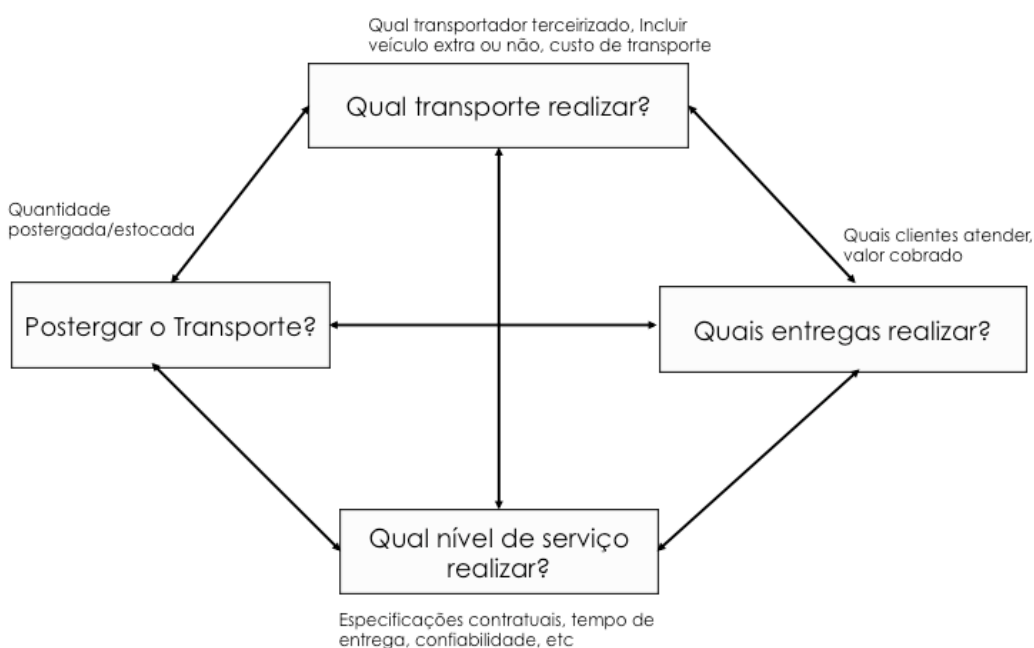 Qual transportador terceirizado, Incluir
veículo extra ou não, custo de transporte
Qual transporte realizar?
Quantidade
postergada/estocada
Quais clientes atender,
valor cobrado
Postergar o Transporte?
Quais entregas realizar?
Qual nível de serviço
realizar?
Especificações contratuais, tempo de
entrega, confiabilidade, etc